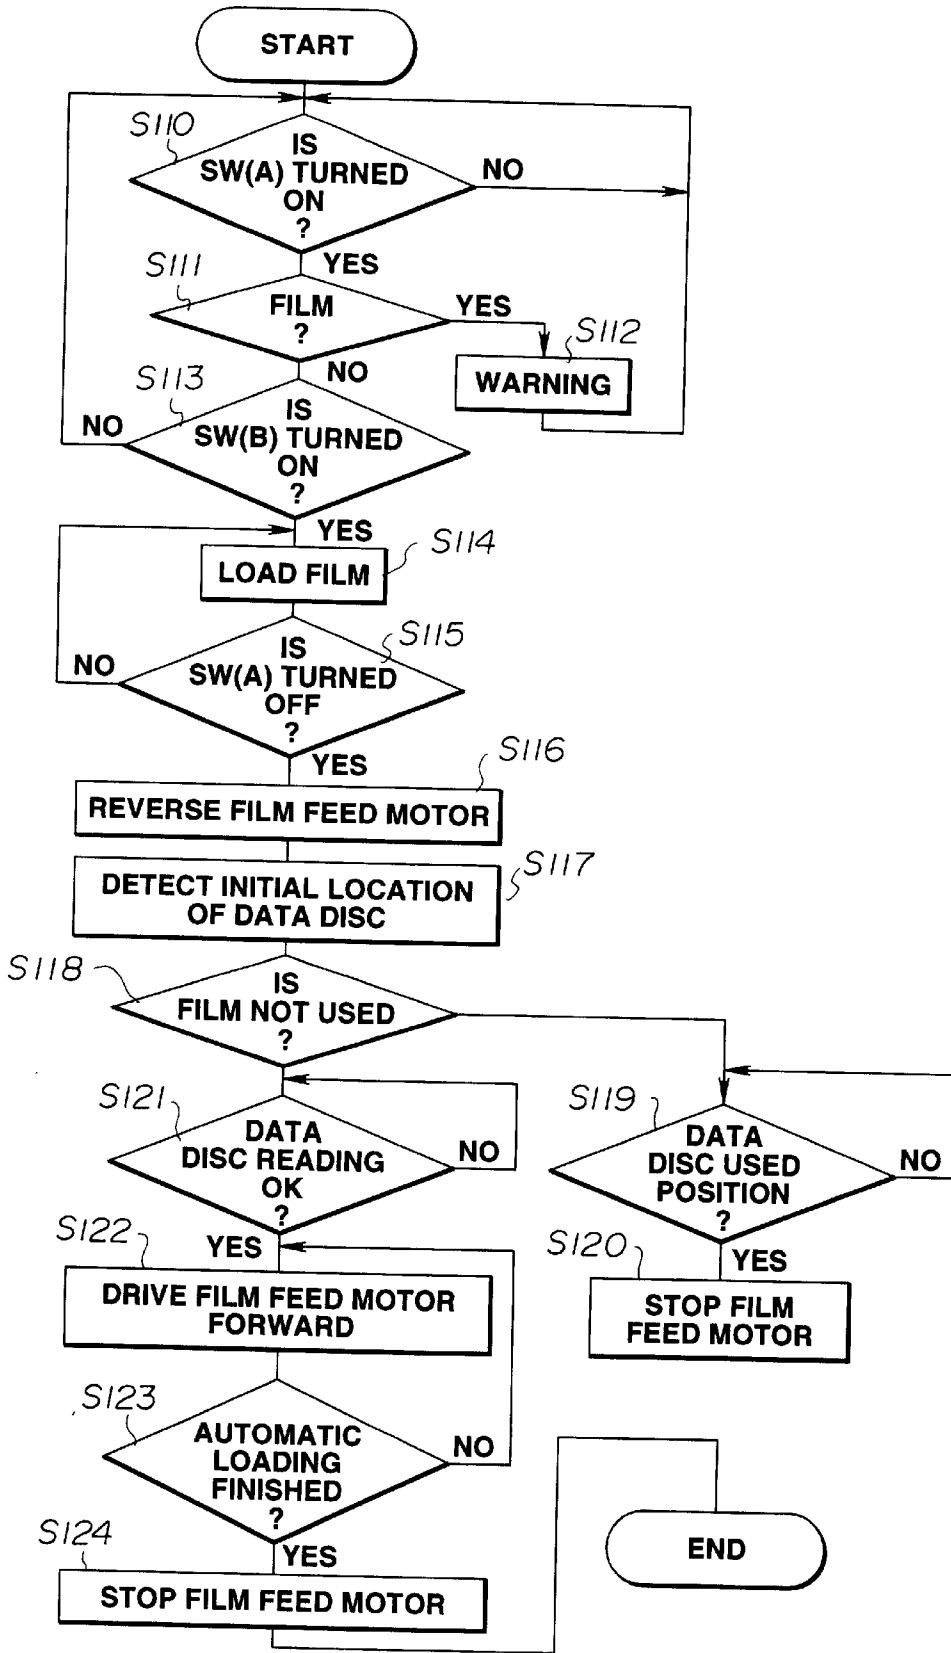 START
S110
IS
SW(A) TURNED
ON
?
NO
YES
S111
FILM
?
YES
S112
WARNING
NO
S113
IS
SW(B) TURNED
ON
?
NO
YES
S114
LOAD FILM
S115
IS
SW(A) TURNED
OFF
?
NO
YES
S116
REVERSE FILM FEED MOTOR
S117
DETECT INITIAL LOCATION
OF DATA DISC
S118
IS
FILM NOT USED
?
S121
DATA
DISC READING
OK
?
NO
S119
DATA
DISC USED
POSITION
?
NO
YES
S122
YES
S120
DRIVE FILM FEED MOTOR
FORWARD
STOP FILM
FEED MOTOR
S123
AUTOMATIC
LOADING
FINISHED
?
NO
S124
YES
STOP FILM FEED MOTOR
END